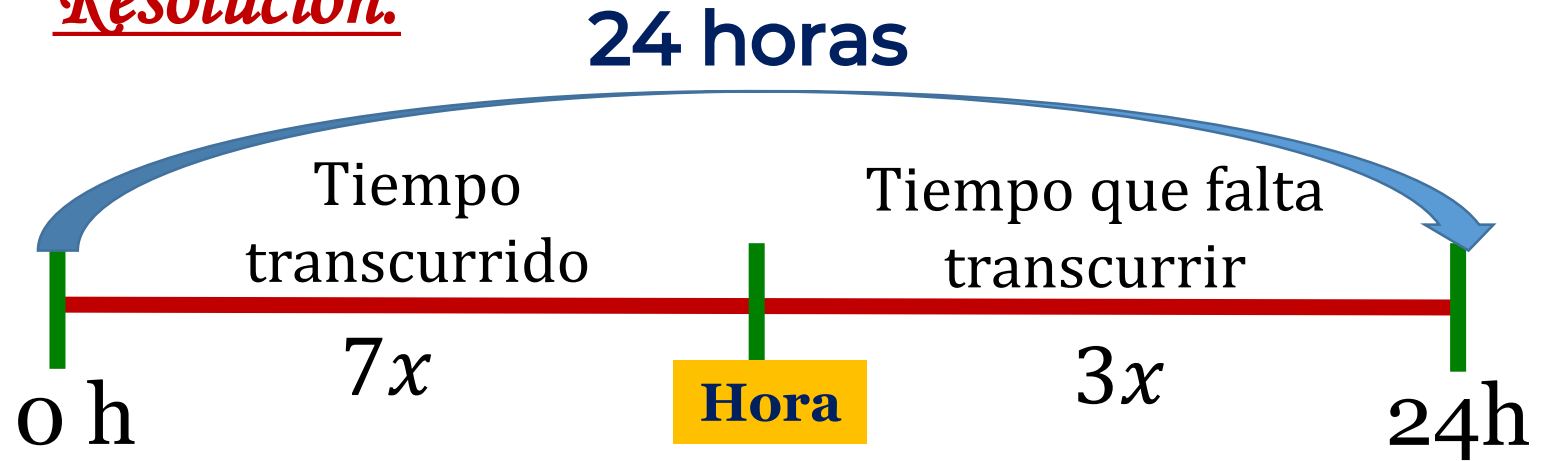 Resolución:
24 horas
Tiempo
transcurrido
Tiempo que falta
transcurrir
7x
3x
Hora
0 h
24h